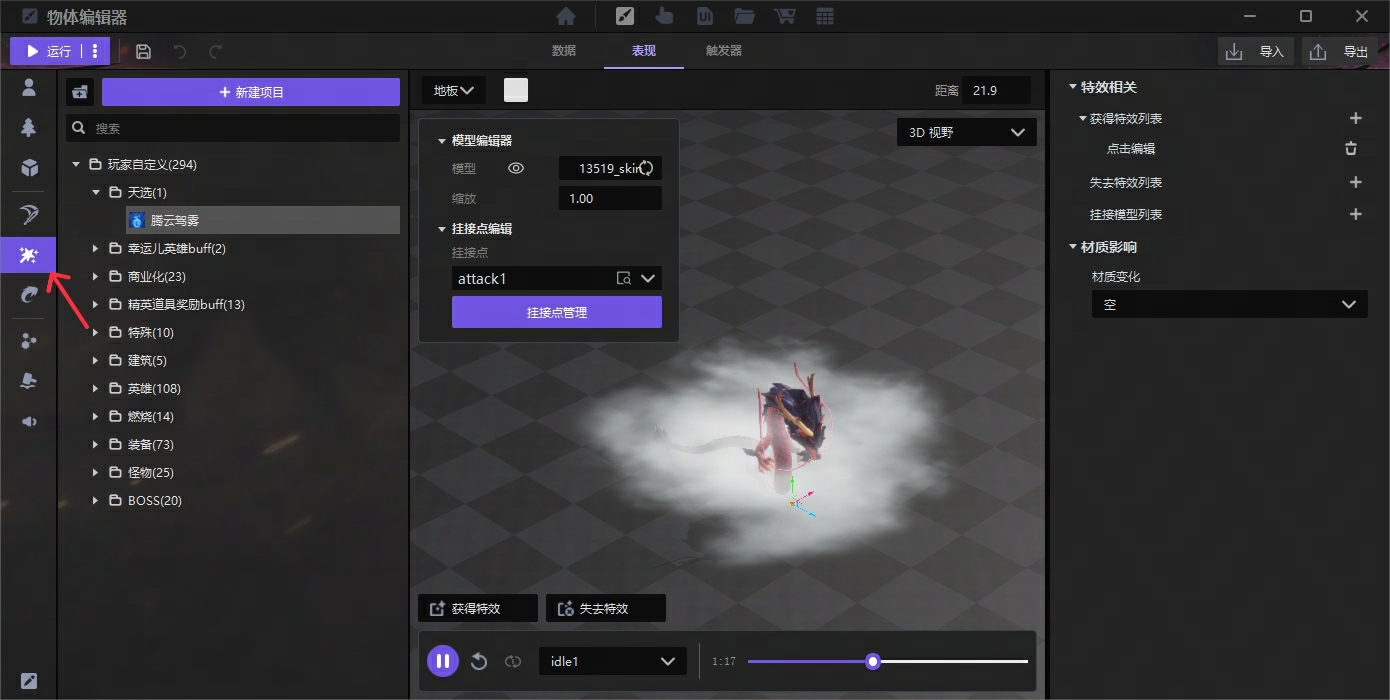 物体编辑器
运行
数据
表现
触发器
导入
导出
新建项目
搜索
玩家自定义(294)
天选(1)
腾云驾雾
幸运儿英雄buff(2)
商业化(23)
精英道具奖励buff(13)
特殊(10)
建筑(5)
英雄(108)
燃烧(14)
装备(73)
怪物(25)
BOSS(20)
地板
距离
21.9
3D 视野
模型编辑器
模型
13519_skin
缩放
1.00
挂接点编辑
挂接点
attack1
挂接点管理
获得特效
失去特效
idle1
1:17
特效相关
获得特效列表
点击编辑
失去特效列表
挂接模型列表
材质影响
材质变化
空